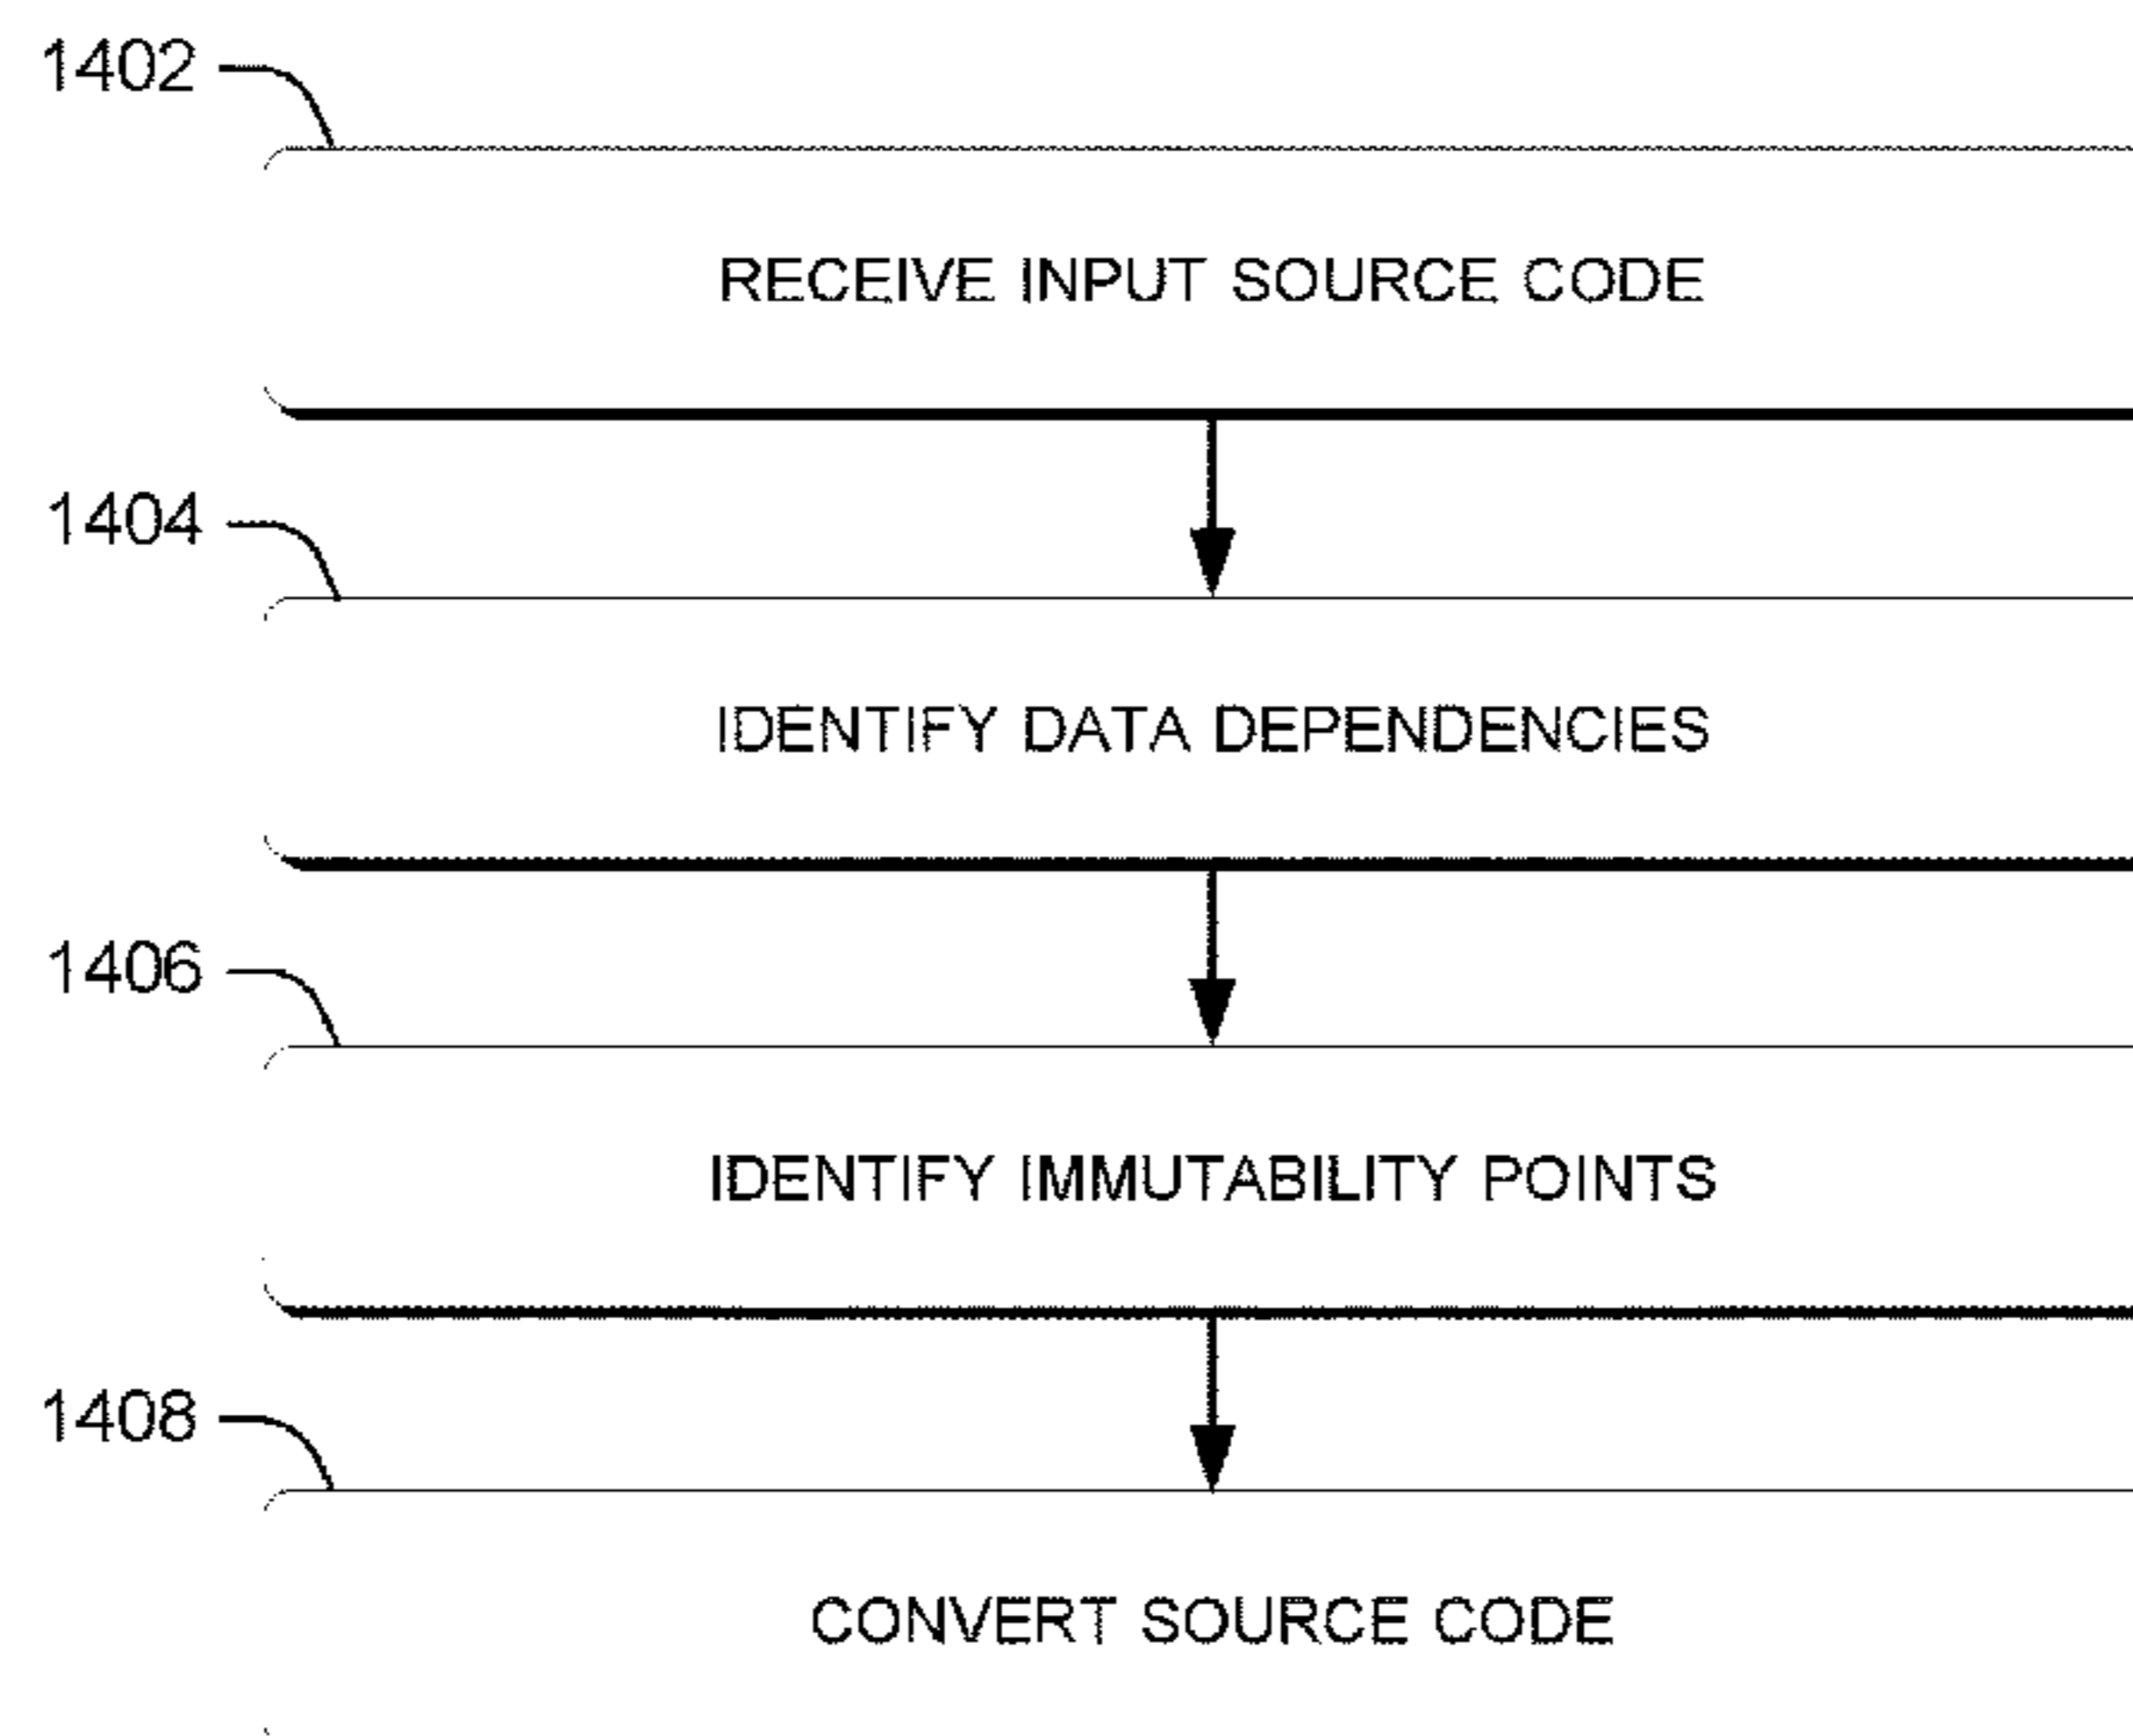 1402
RECEIVE INPUT SOURCE CODE
1404
IDENTIFY DATA DEPENDENCIES
1406
IDENTIFY IMMUTABILITY POINTS
1408
CONVERT SOURCE CODE